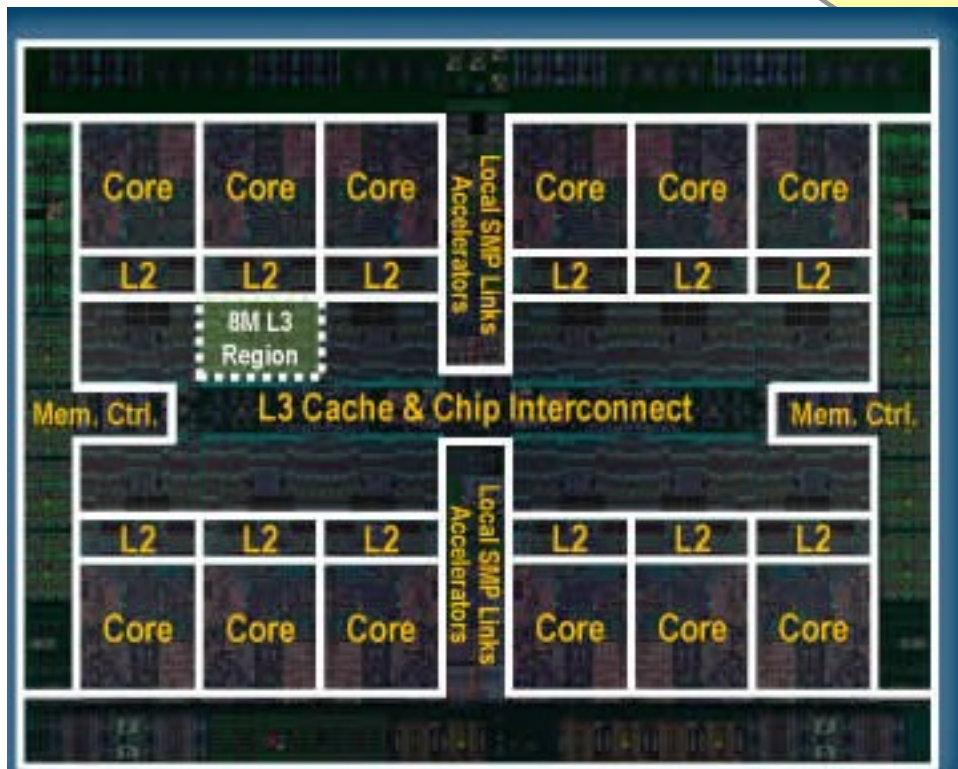 Core Core Core Core Core Core
Local SMP Links
Accelerators
L2 L2 L2 L2 L2 L2
8M L3
Region
Mem. Ctrl. L3 Cache & Chip Interconnect Mem. Ctrl.
L2 L2 L2 L2 L2 L2
Local SMP Links
Accelerators
Core Core Core Core Core Core